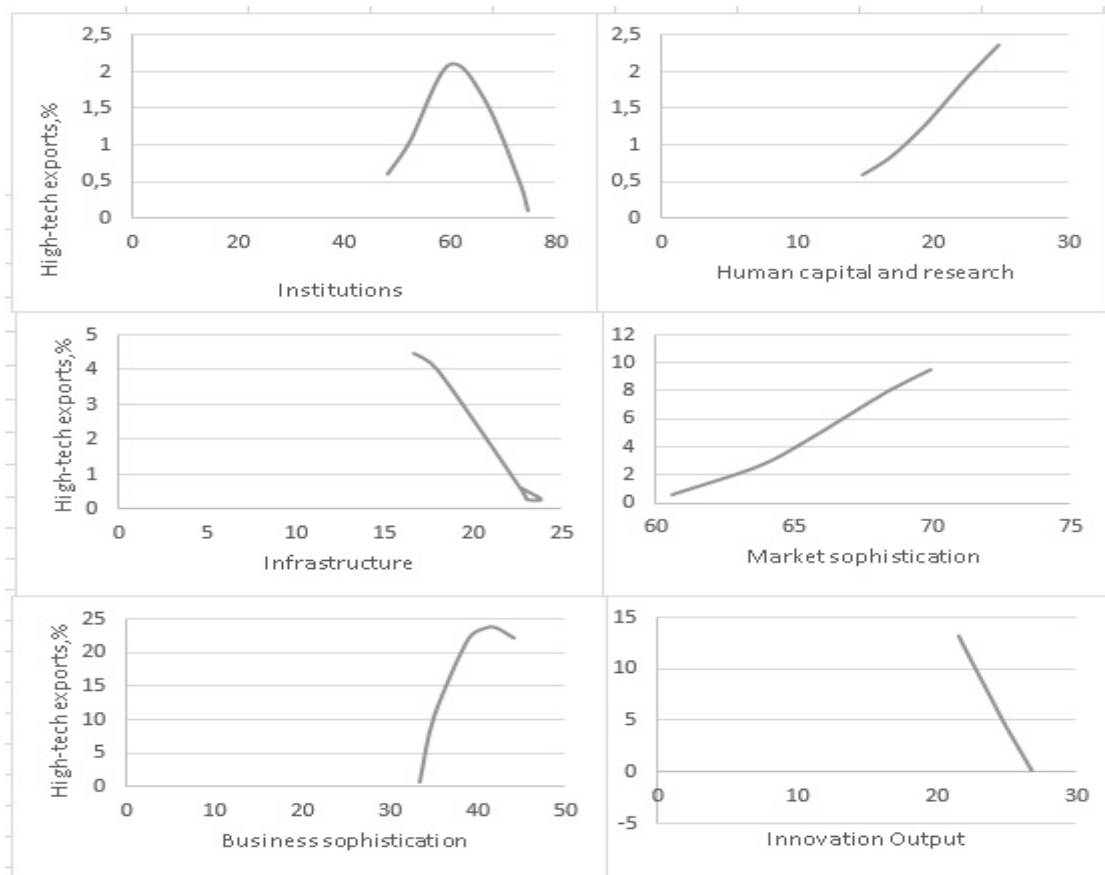 High-tech exports,%
2,5
2
1,5
1
0,5
0
0 20 40 60 80
Institutions
2,5
2
1,5
1
0,5
0
0 10 20 30
Human capital and research
High-tech exports,%
5
4
3
2
1
0
0 5 10 15 20 25
Infrastructure
12
10
8
6
4
2
0
60 65 70 75
Market sophistication
High-tech exports,%
25
20
15
10
5
0
0 10 20 30 40 50
Business sophistication
15
10
5
0
-5
0 10 20 30
Innovation Output